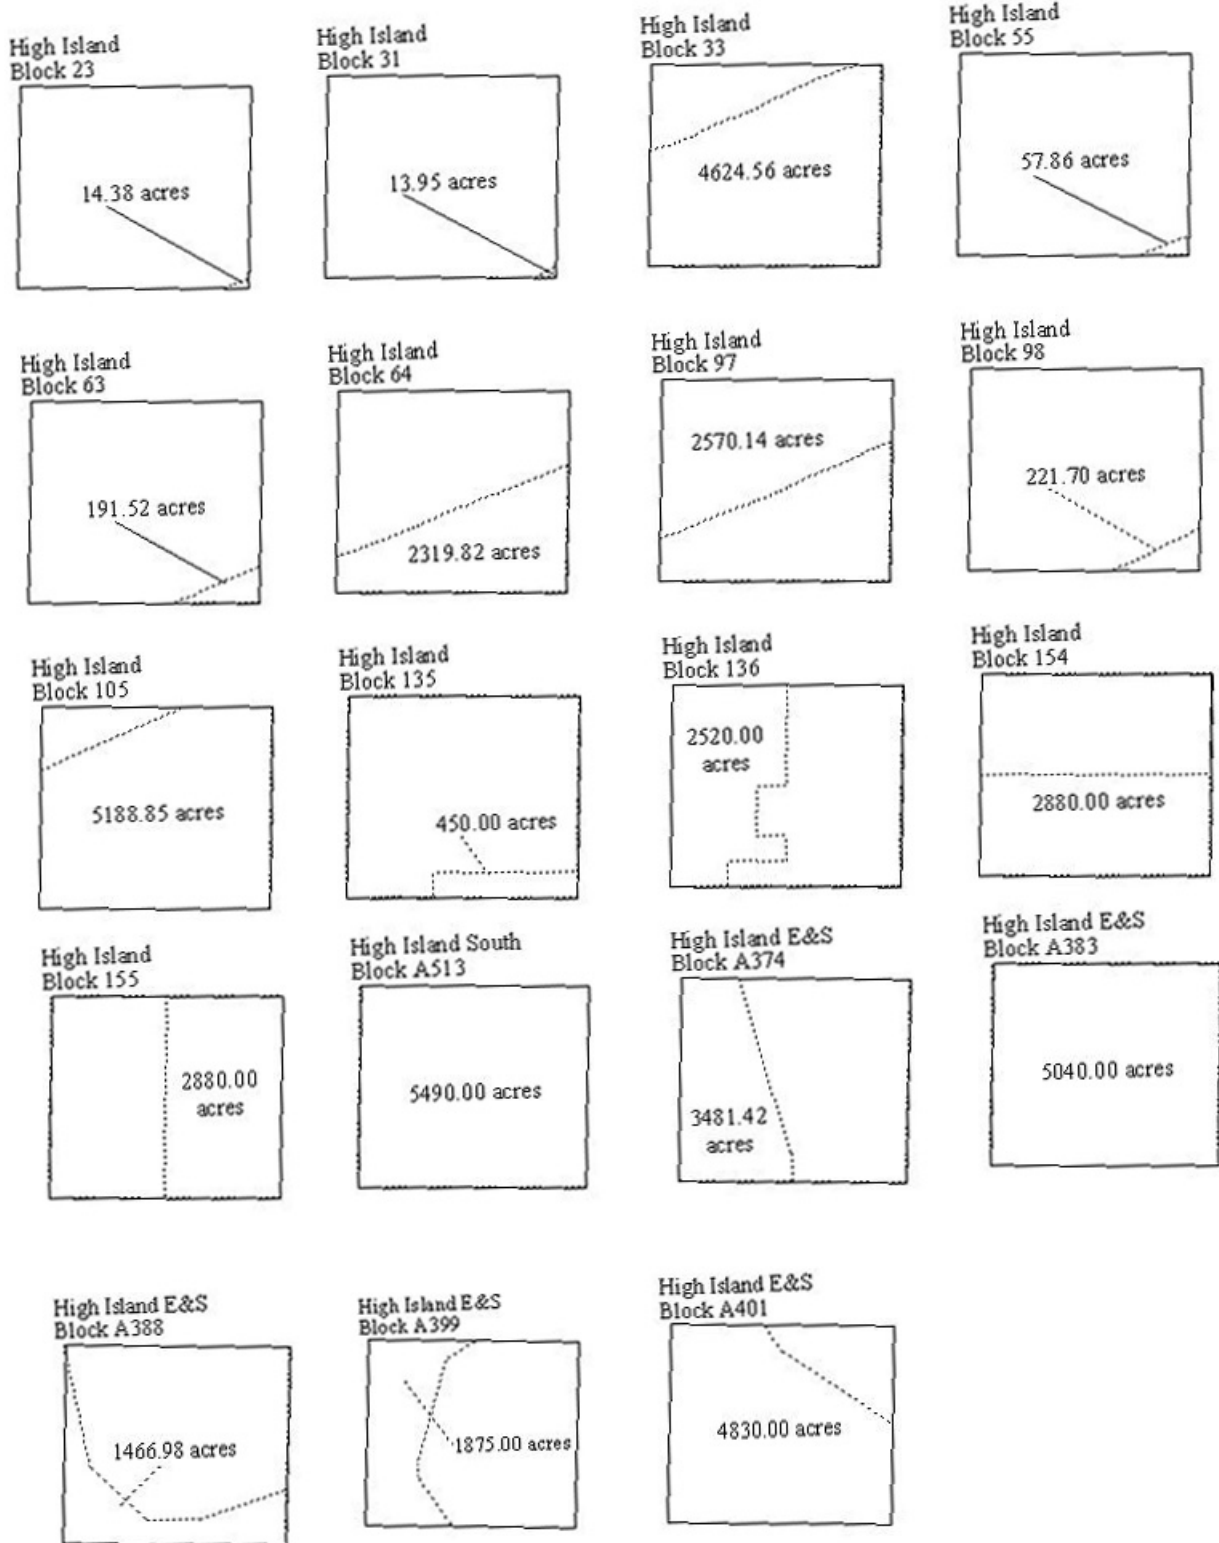 High Island
Block 23
14.38 acres
High Island
Block 31
13.95 acres
High Island
Block 33
4624.56 acres
High Island
Block 55
57.86 acres
High Island
Block 63
191.52 acres
High Island
Block 64
2319.82 acres
High Island
Block 97
2570.14 acres
High Island
Block 98
221.70 acres
High Island
Block 105
5188.85 acres
High Island
Block 135
450.00 acres
High Island
Block 136
2520.00
acres
High Island
Block 154
2880.00 acres
High Island
Block 155
2880.00
acres
High Island South
Block A513
5490.00 acres
High Island E&S
Block A374
3481.42
acres
High Island E&S
Block A383
5040.00 acres
High Island E&S
Block A388
1466.98 acres
High Island E&S
Block A399
1875.00 acres
High Island E&S
Block A401
4830.00 acres